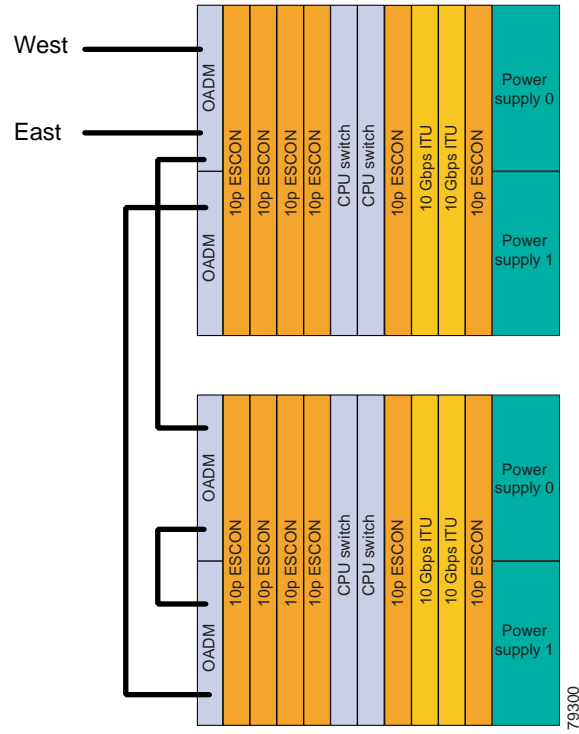 West
East
OADM
OADM
10p ESCON
10p ESCON
10p ESCON
10p ESCON
CPU switch
CPU switch
10p ESCON
10 Gbps ITU
10 Gbps ITU
10p ESCON
Power
supply 0
Power
supply 1
OADM
OADM
10p ESCON
10p ESCON
10p ESCON
10p ESCON
CPU switch
CPU switch
10p ESCON
10 Gbps ITU
10 Gbps ITU
10p ESCON
Power
supply 0
Power
supply 1
79300